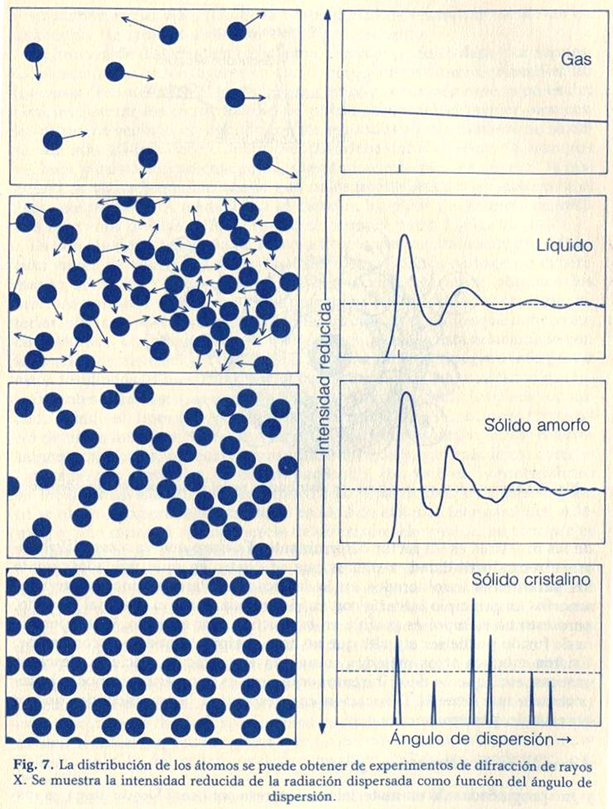 Gas
Líquido
Intensidad reducida
Sólido amorfo
Sólido cristalino
Ángulo de dispersión→
Fig. 7. La distribución de los átomos se puede obtener de experimentos de difracción de rayos
X. Se muestra la intensidad reducida de la radiación dispersada como función del ángulo de
dispersión.